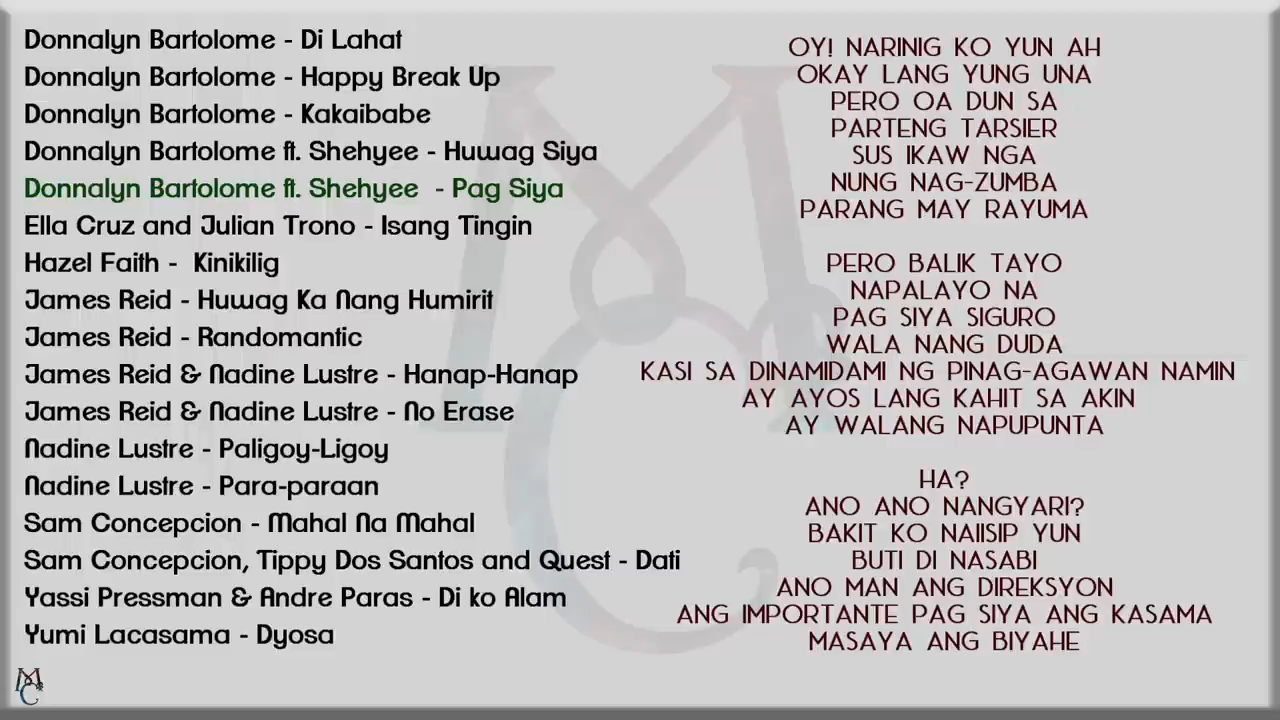 Donnalyn Bartolome - Di Lahat
Donnalyn Bartolome - Happy Break Up
Donnalyn Bartolome - Kakaibabe
Donnalyn Bartolome ft. Shehyee - Huwag Siya
Donnalyn Bartolome ft. Shehyee - Pag Siya
Ella Cruz and Julian Trono - Isang Tingin
Hazel Faith - Kinikilig
James Reid - Huwag Ka Nang Humirit
James Reid - Randomantic
James Reid & Nadine Lustre - Hanap-Hanap
James Reid & Nadine Lustre - No Erase
Nadine Lustre - Paligoy-Ligoy
Nadine Lustre - Para-paraan
Sam Concepcion - Mahal Na Mahal
Sam Concepcion, Tippy Dos Santos and Quest - Dati
Yassi Pressman & Andre Paras - Di ko Alam
Yumi Lacasama - Dyosa
OY! NARINIG KO YUN AH
OKAY LANG YUNG UNA
PERO OA DUN SA
PARTENG TARSIER
SUS IKAW NGA
NUNG NAG-ZUMBA
PARANG MAY RAYUMA
PERO BALIK TAYO
NAPALAYO NA
PAG SIYA SIGURO
WALA NANG DUDA
KASI SA DINAMIDAMI NG PINAG-AGAWAN NAMIN
AY AYOS LANG KAHIT SA AKIN
AY WALANG NAPUPUNTA
HA?
ANO ANO NANGYARI?
BAKIT KO NAIISIP YUN
BUTI DI NASABI
ANO MAN ANG DIREKSYON
ANG IMPORTANTE PAG SIYA ANG KASAMA
MASAYA ANG BIYAHE